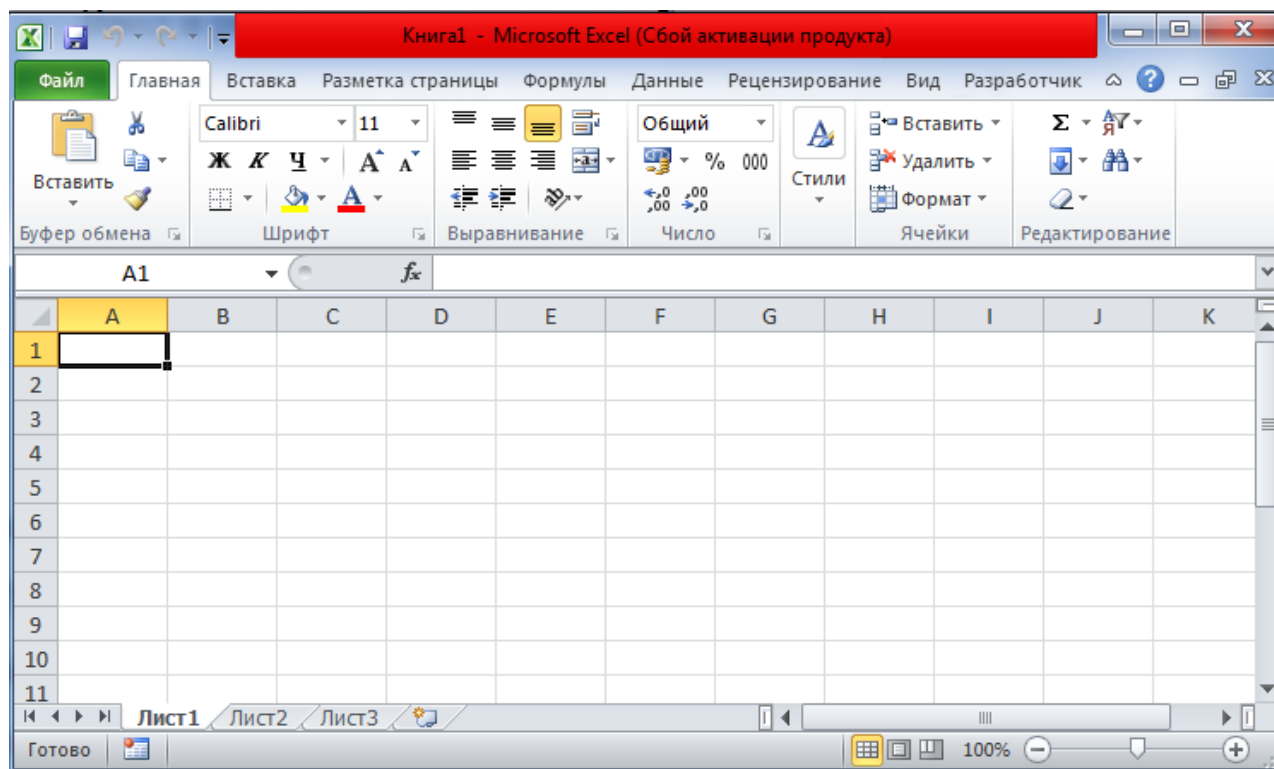 Книга1 - Microsoft Excel (Сбой активации продукта)
Файл Главная Вставка Разметка страницы Формулы Данные Рецензирование Вид Разработчик
Calibri 11 Общий Вставить Σ
Ж К Ч А А % 000 Удалить
Вставить Стили
А ,00 ,0 Формат
Буфер обмена Шрифт Выравнивание Число Ячейки Редактирование
A1 fx
A B C D E F G H I J K
1
2
3
4
5
6
7
8
9
10
11
Лист1 Лист2 Лист3
Готово 100%